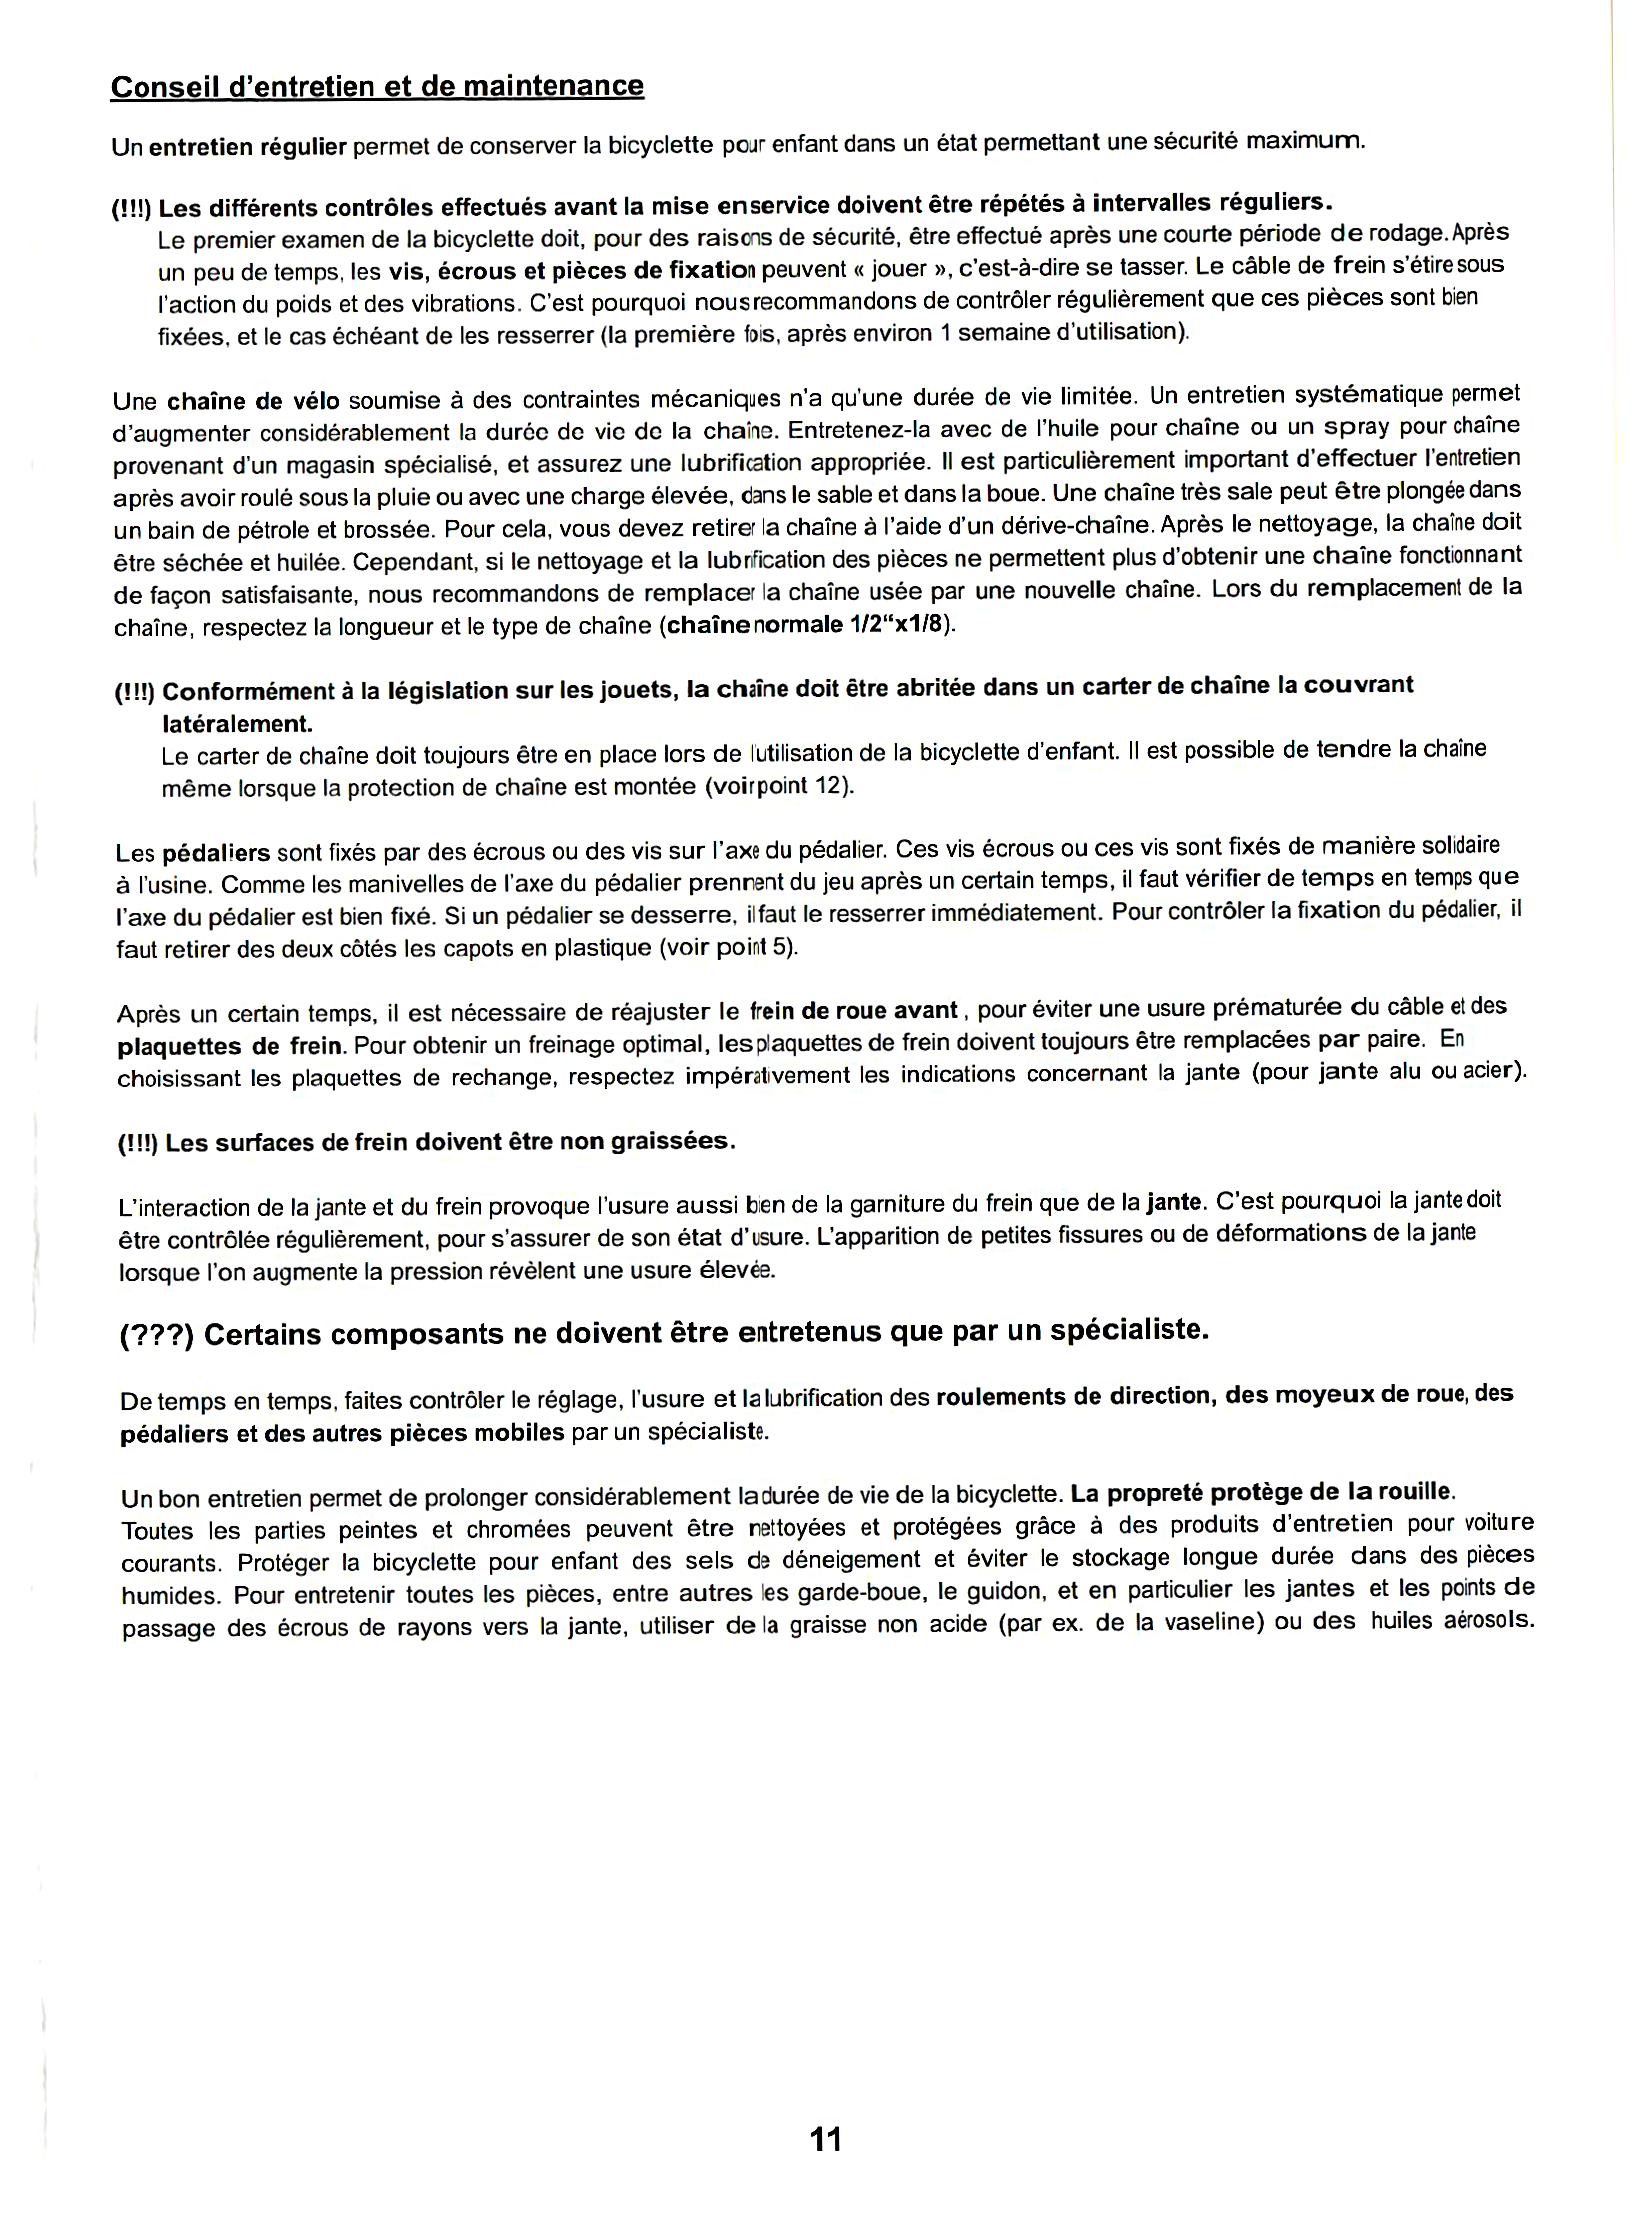 Conseil d'entretien et de maintenance
Un entretien régulier permet de conserver la bicyclette pour enfant dans un état permettant une sécurité maximum.
(!!!) Les différents contrôles effectués avant la mise en service doivent être répétés à intervalles réguliers.
Le premier examen de la bicyclette doit, pour des raisons de sécurité, être effectué après une courte période de rodage. Après
un peu de temps, les vis, écrous et pièces de fixation peuvent « jouer », c'est-à-dire se tasser. Le câble de frein s'étire sous
l'action du poids et des vibrations. C'est pourquoi nous recommandons de contrôler régulièrement que ces pièces sont bien
fixées, et le cas échéant de les resserrer (la première fois, après environ 1 semaine d'utilisation).
Une chaîne de vélo soumise à des contraintes mécaniques n'a qu'une durée de vie limitée. Un entretien systématique permet
d'augmenter considérablement la durée de vie de la chaîne. Entretenez-la avec de l'huile pour chaîne ou un spray pour chaîne
provenant d'un magasin spécialisé, et assurez une lubrification appropriée. Il est particulièrement important d'effectuer l'entretien
après avoir roulé sous la pluie ou avec une charge élevée, dans le sable et dans la boue. Une chaîne très sale peut être plongée dans
un bain de pétrole et brossée. Pour cela, vous devez retirer la chaîne à l'aide d'un dérive-chaîne. Après le nettoyage, la chaîne doit
être séchée et huilée. Cependant, si le nettoyage et la lubrification des pièces ne permettent plus d'obtenir une chaîne fonctionnant
de façon satisfaisante, nous recommandons de remplacer la chaîne usée par une nouvelle chaîne. Lors du remplacement de la
chaîne, respectez la longueur et le type de chaîne (chaîne normale 1/2“x1/8).
(!!!) Conformément à la législation sur les jouets, la chaîne doit être abritée dans un carter de chaîne la couvrant
latéralement.
Le carter de chaîne doit toujours être en place lors de l'utilisation de la bicyclette d'enfant. Il est possible de tendre la chaîne
même lorsque la protection de chaîne est montée (voir point 12).
Les pédaliers sont fixés par des écrous ou des vis sur l'axe du pédalier. Ces vis écrous ou ces vis sont fixés de manière solidaire
à l'usine. Comme les manivelles de l'axe du pédalier prennent du jeu après un certain temps, il faut vérifier de temps en temps que
l'axe du pédalier est bien fixé. Si un pédalier se desserre, il faut le resserrer immédiatement. Pour contrôler la fixation du pédalier, il
faut retirer des deux côtés les capots en plastique (voir point 5).
Après un certain temps, il est nécessaire de réajuster le frein de roue avant, pour éviter une usure prématurée du câble et des
plaquettes de frein. Pour obtenir un freinage optimal, les plaquettes de frein doivent toujours être remplacées par paire. En
choisissant les plaquettes de rechange, respectez impérativement les indications concernant la jante (pour jante alu ou acier).
(!!!) Les surfaces de frein doivent être non graissées.
L'interaction de la jante et du frein provoque l'usure aussi bien de la garniture du frein que de la jante. C'est pourquoi la jante doit
être contrôlée régulièrement, pour s'assurer de son état d'usure. L'apparition de petites fissures ou de déformations de la jante
lorsque l'on augmente la pression révèlent une usure élevée.
(???) Certains composants ne doivent être entretenus que par un spécialiste.
De temps en temps, faites contrôler le réglage, l'usure et la lubrification des roulements de direction, des moyeux de roue, des
pédaliers et des autres pièces mobiles par un spécialiste.
Un bon entretien permet de prolonger considérablement la durée de vie de la bicyclette. La propreté protège de la rouille.
Toutes les parties peintes et chromées peuvent être nettoyées et protégées grâce à des produits d'entretien pour voiture
courants. Protéger la bicyclette pour enfant des sels de déneigement et éviter le stockage longue durée dans des pièces
humides. Pour entretenir toutes les pièces, entre autres les garde-boue, le guidon, et en particulier les jantes et les points de
passage des écrous de rayons vers la jante, utiliser de la graisse non acide (par ex. de la vaseline) ou des huiles aérosols.
11